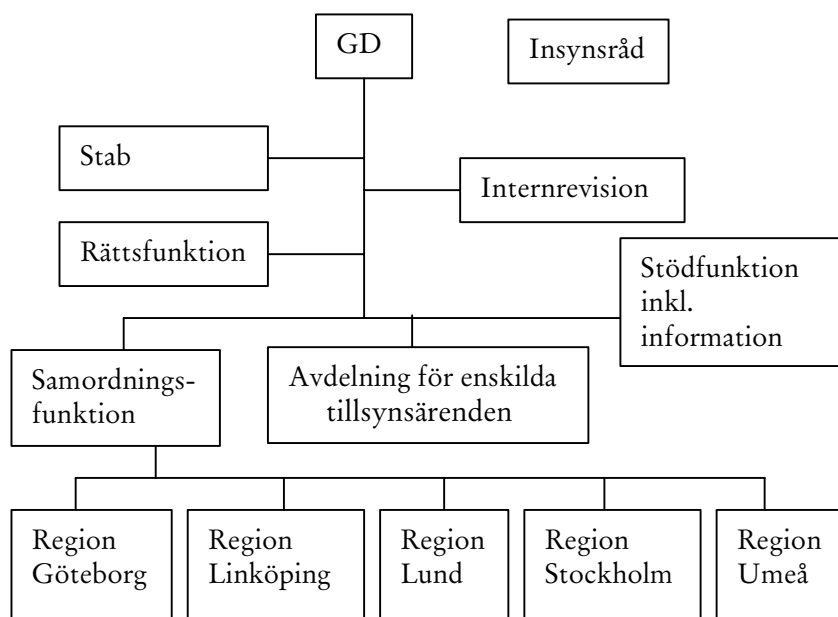 GD
Insynsråd
Stab
Internrevision
Rättsfunktion
Stödfunktion
inkl.
information
Samordnings-
funktion
Avdelning för enskilda
tillsynsärenden
Region
Göteborg
Region
Linköping
Region
Lund
Region
Stockholm
Region
Umeå